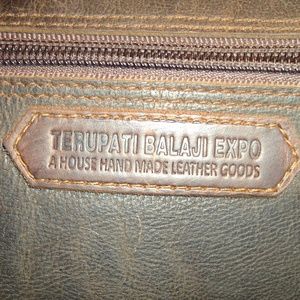 TERUPATI BALAJI EXPO
A HOUSE HAND MADE LEATHER GOODS